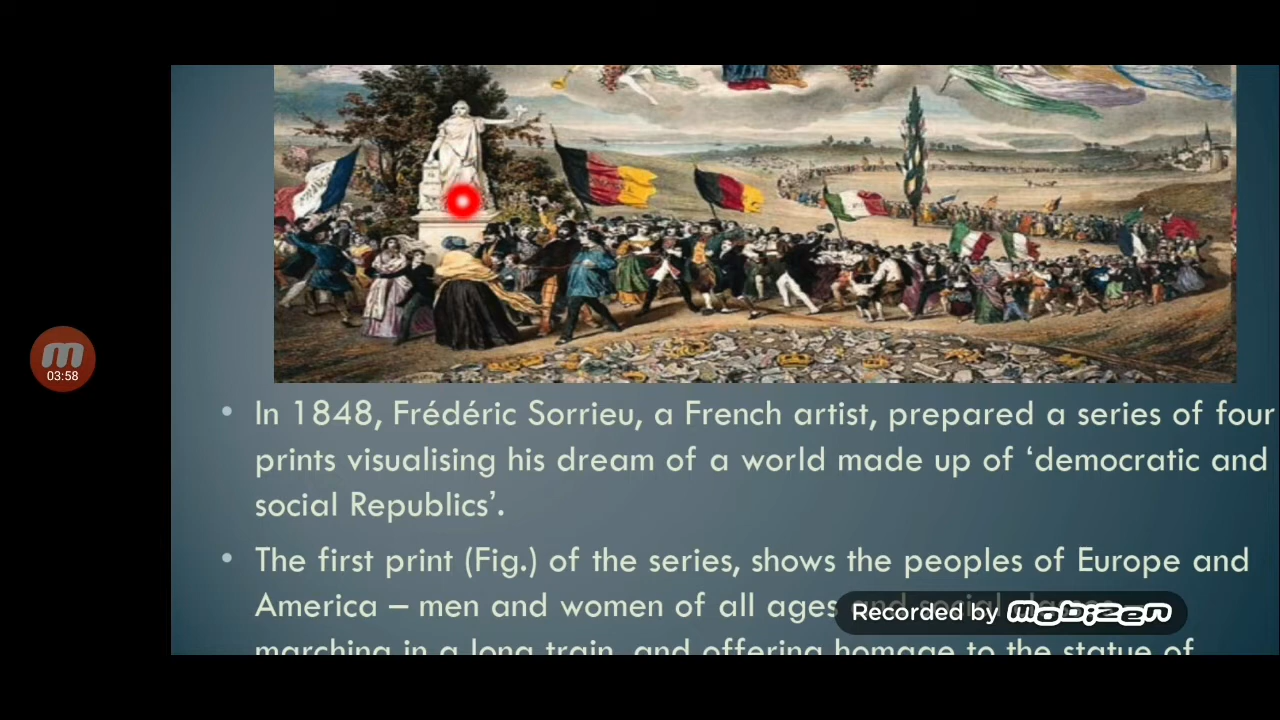 03:58
In 1848, Frédéric Sorrieu, a French artist, prepared a series of four
prints visualising his dream of a world made up of ‘democratic and
social Republics’.
The first print (Fig.) of the series, shows the peoples of Europe and
America – men and women of all ages and social
Recorded by mobizen
marching in a long train, and offering homage to the statue of